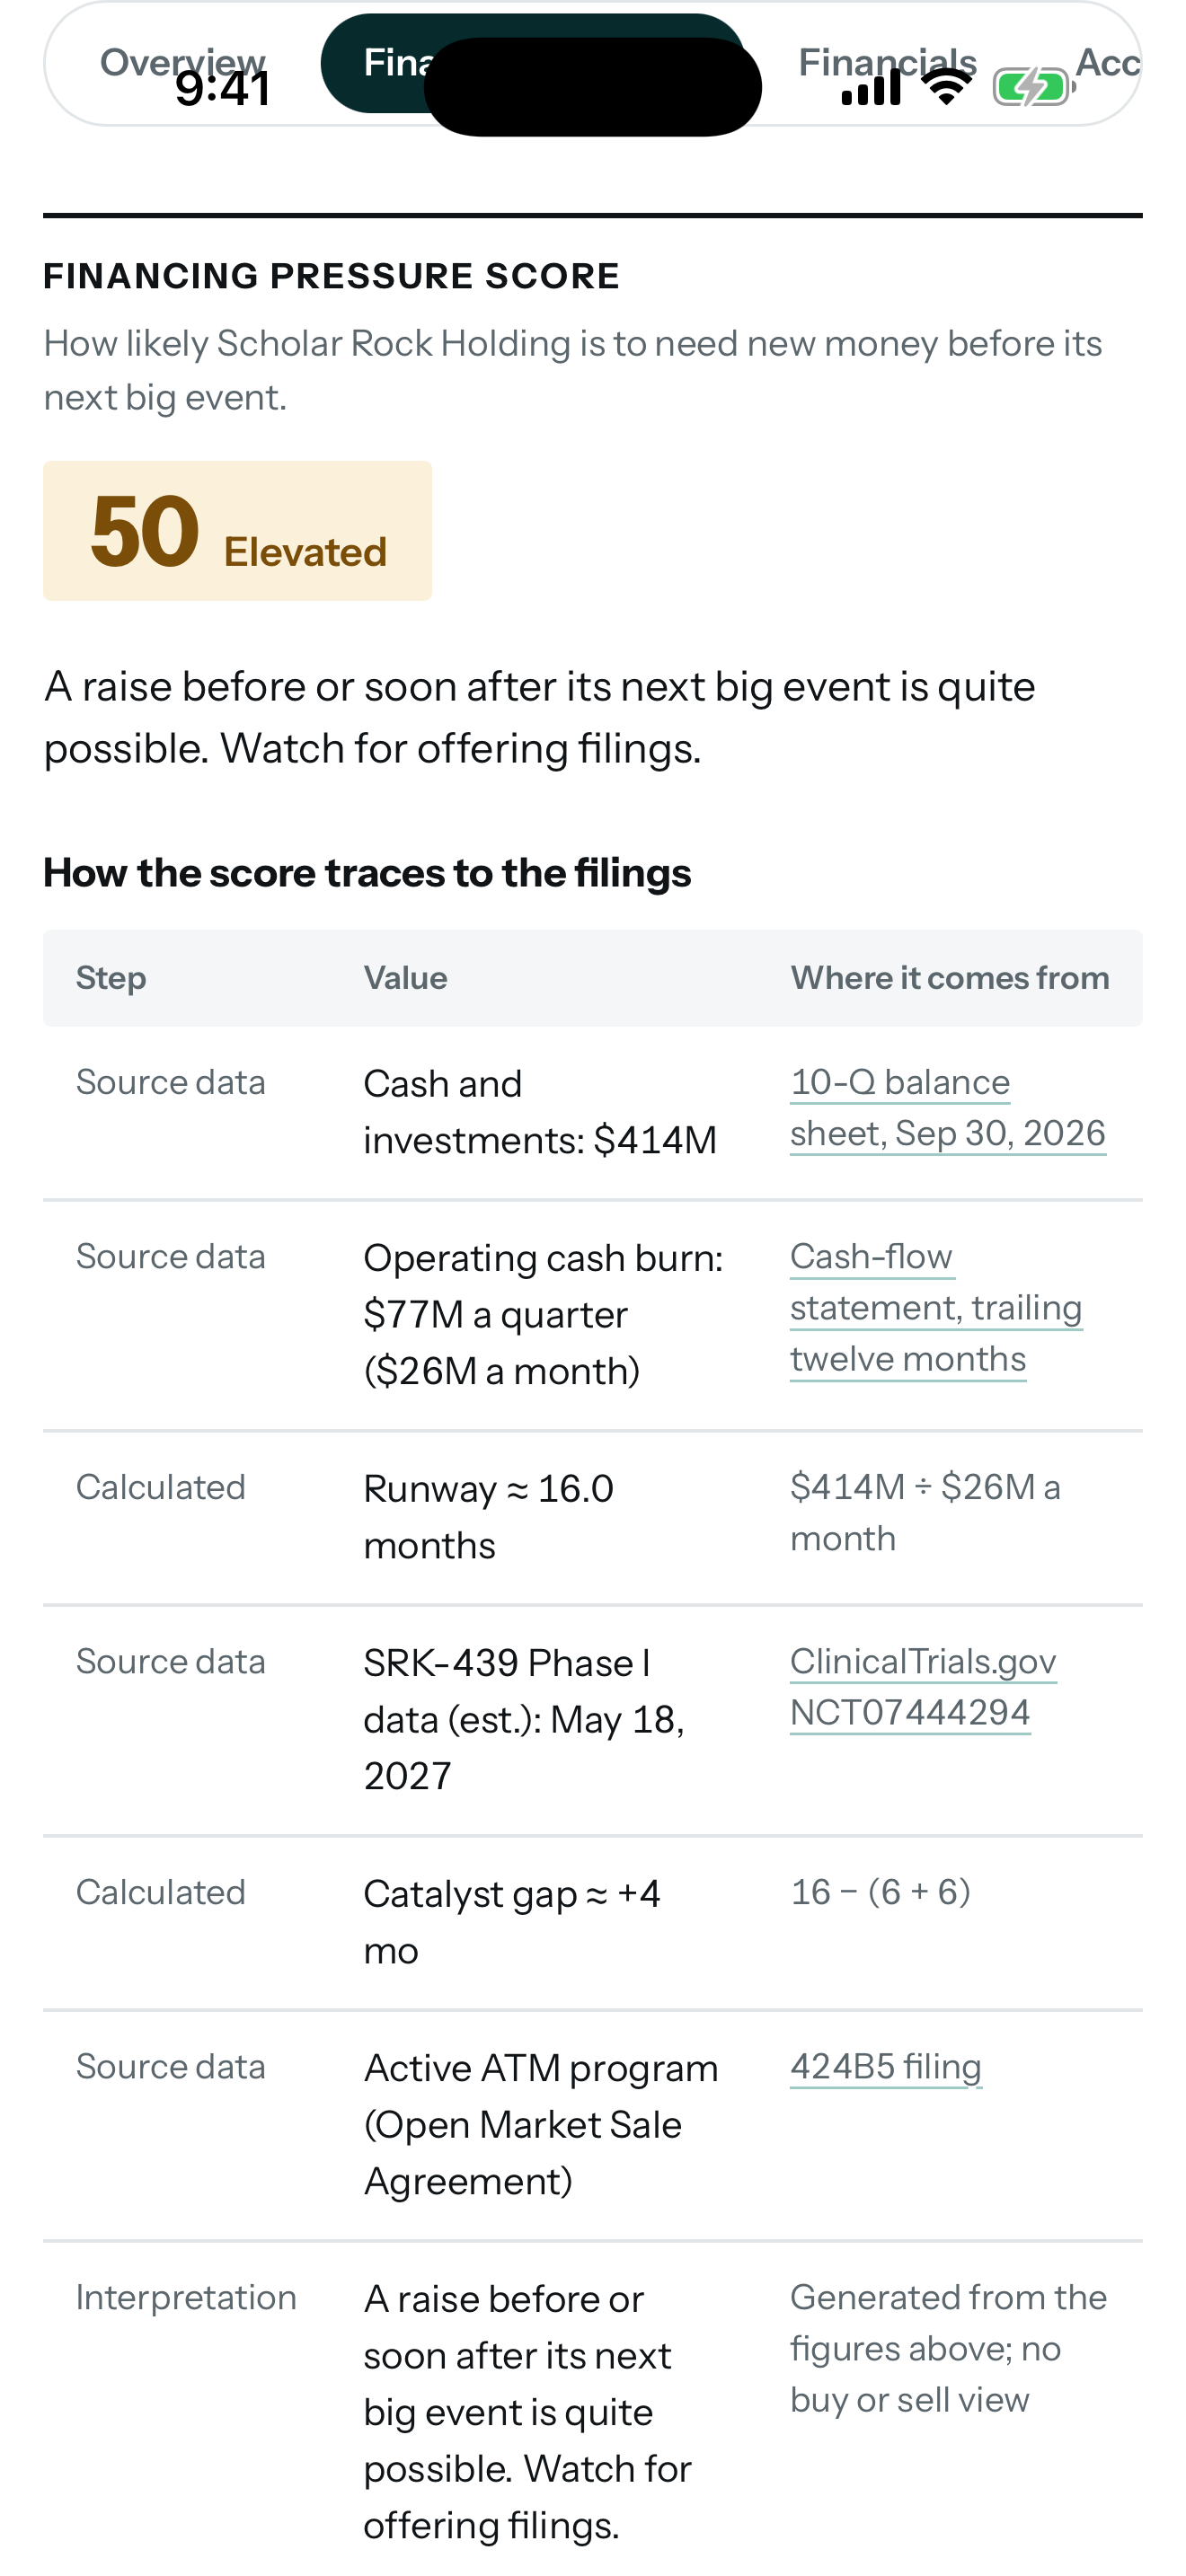 Overview
Financials
Acc
9:41
FINANCING PRESSURE SCORE
How likely Scholar Rock Holding is to need new money before its
next big event.
50 Elevated
A raise before or soon after its next big event is quite
possible. Watch for offering filings.
How the score traces to the filings
Step Value Where it comes from
Source data
Cash and
investments: $414M
10-Q balance
sheet, Sep 30, 2026
Source data
Operating cash burn:
$77M a quarter
($26M a month)
Cash-flow
statement, trailing
twelve months
Calculated
Runway ≈ 16.0
months
$414M ÷ $26M a
month
Source data
SRK-439 Phase I
data (est.): May 18,
2027
ClinicalTrials.gov
NCT07444294
Calculated
Catalyst gap ≈ +4
mo
16 − (6 + 6)
Source data
Active ATM program
(Open Market Sale
Agreement)
424B5 filing
Interpretation
A raise before or
soon after its next
big event is quite
possible. Watch for
offering filings.
Generated from the
figures above; no
buy or sell view